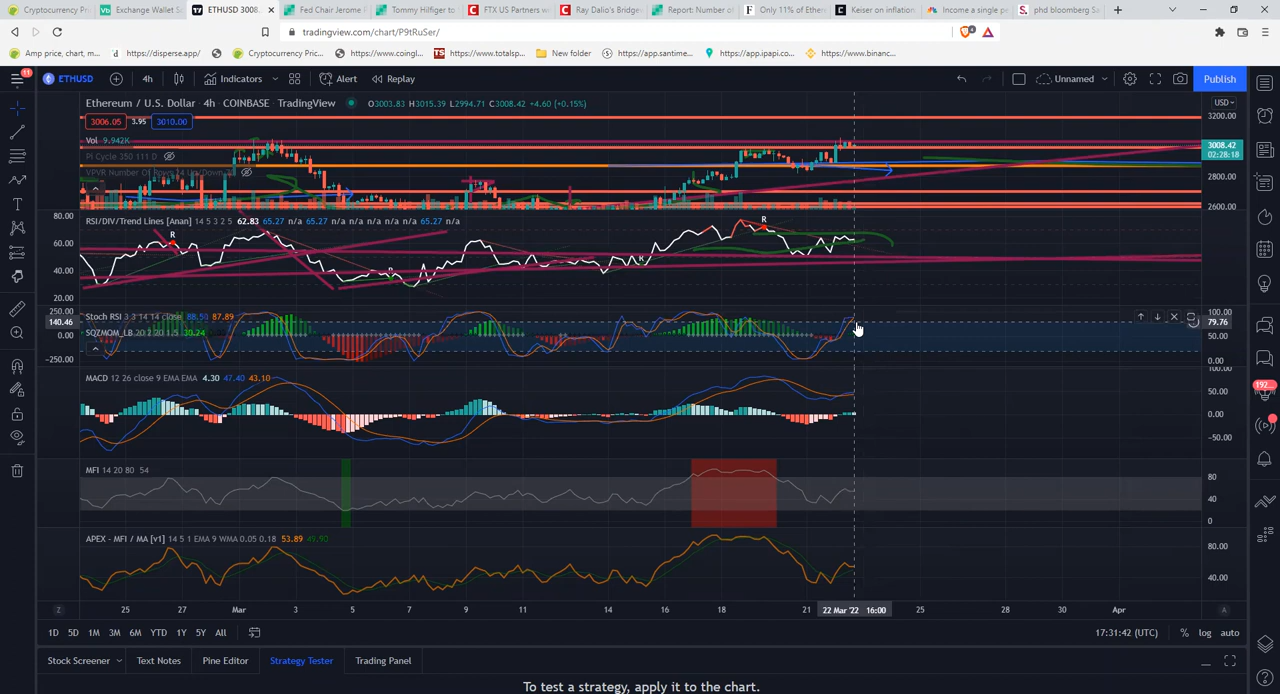 Cryptocurrency Pr
Exchange Wallet S
ETHUSD 3008.
Fed Chair Jerome F
Tommy Hilfiger to
FTX US Partners w
Ray Dalio's Bridgew
Report: Number of
Only 11% of Ether
Keiser on inflation
Income a single pe
phd bloomberg Sa
tradingview.com/chart/P9tRuSer/
Amp price, chart, m...
https://disperse.app/
Cryptocurrency Pric...
https://www.coingl...
https://www.totalsp...
New folder
https://app.santime...
https://app.ipapi.co...
https://www.binanc...
11
ETHUSD
4h
Indicators
Alert
Replay
Unnamed
Publish
Ethereum / U.S. Dollar · 4h · COINBASE · TradingView
O3003.83 H3015.39 L2994.71 C3008.42 +4.60 (+0.15%)
USD
3006.05 3.95 3010.00
Vol 9.942K
PI Cycle 350 111 D
3200.00
3008.42
02:28:18
2800.00
2600.00
RSI/DIV/Trend Lines [Anan] 14 5 3 2 5 62.83 65.27 n/a 65.27 n/a n/a n/a n/a 65.27 n/a
R
R
R
80.00
60.00
40.00
20.00
Stoch RSI 3 3 14 14 close 88.50 87.89
SQZMOM_LB 20 2 20 1.5 30.24
250.00
140.46
0.00
-250.00
100.00
79.76
50.00
0.00
MACD 12 26 close 9 EMA EMA 4.30 47.40 43.10
100.00
50.00
0.00
-50.00
MFI 14 20 80 54
80
40
0
APEX - MFI / MA [v1] 14 5 1 EMA 9 WMA 0.05 0.18 53.89 49.90
80.00
40.00
Z
25
27
Mar
3
5
7
9
11
14
16
18
21
22 Mar '22 16:00
25
28
30
Apr
A
1D 5D 1M 3M 6M YTD 1Y 5Y All
17:31:42 (UTC)
% log auto
Stock Screener
Text Notes
Pine Editor
Strategy Tester
Trading Panel
To test a strategy, apply it to the chart.